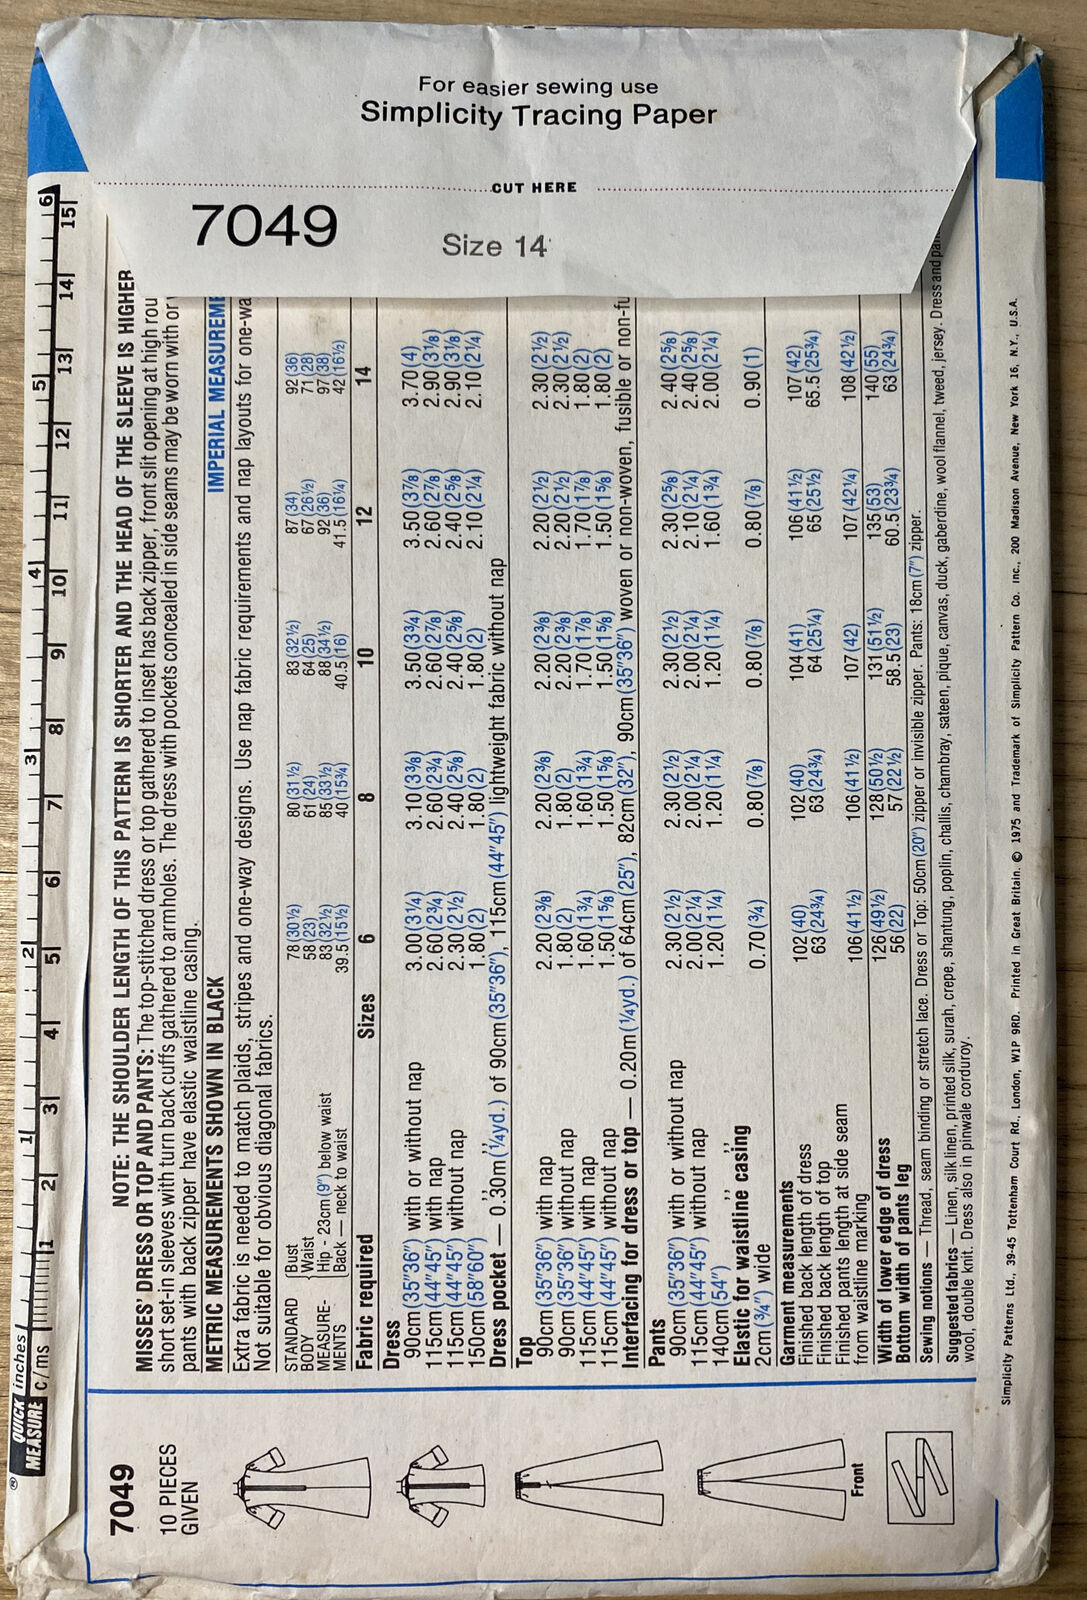 For easier sewing use
Simplicity Tracing Paper
CUT HERE
7049
Size 14
® QUICK inches 1 2 3 4 5 6
MEASURE c/ms 1 2 3 4 5 6 7 8 9 10 11 12 13 14 15
7049
10 PIECES
GIVEN
Front
NOTE: THE SHOULDER LENGTH OF THIS PATTERN IS SHORTER AND THE HEAD OF THE SLEEVE IS HIGHER
MISSES' DRESS OR TOP AND PANTS: The top-stitched dress or top gathered to inset has back zipper, front slit opening at high rou
short set-in sleeves with turn back cuffs gathered to armholes. The dress with pockets concealed in side seams may be worn with or
pants with back zipper have elastic waistline casing.
METRIC MEASUREMENTS SHOWN IN BLACK IMPERIAL MEASUREME
Extra fabric is needed to match plaids, stripes and one-way designs. Use nap fabric requirements and nap layouts for one-wa
Not suitable for obvious diagonal fabrics.
STANDARD Bust 78 (30½) 80 (31½) 83 (32½) 87 (34) 92 (36)
BODY Waist 58 (23) 61 (24) 64 (25) 67 (26½) 71 (28)
MEASURE- Hip - 23cm (9") below waist 83 (32½) 85 (33½) 88 (34½) 92 (36) 97 (38)
MENTS Back — neck to waist 39.5 (15½) 40 (15¾) 40.5 (16) 41.5 (16¼) 42 (16½)
Fabric required Sizes 6 8 10 12 14
Dress
90cm (35"36") with or without nap 3.00 (3¼) 3.10 (3⅜) 3.50 (3¾) 3.50 (3⅞) 3.70 (4)
115cm (44"45") with nap 2.60 (2¾) 2.60 (2¾) 2.60 (2⅞) 2.60 (2⅞) 2.90 (3⅛)
115cm (44"45") without nap 2.30 (2½) 2.40 (2⅝) 2.40 (2⅝) 2.40 (2⅝) 2.90 (3⅛)
150cm (58"60") ,, ,, 1.80 (2) 1.80 (2) 1.80 (2) 2.10 (2¼) 2.10 (2¼)
Dress pocket — 0.30m (¼yd.) of 90cm (35"36"), 115cm (44"45") lightweight fabric without nap
Top
90cm (35"36") with nap 2.20 (2⅜) 2.20 (2⅜) 2.20 (2⅜) 2.20 (2½) 2.30 (2½)
90cm (35"36") without nap 1.80 (2) 1.80 (2) 2.20 (2⅜) 2.20 (2½) 2.30 (2½)
115cm (44"45") with nap 1.60 (1¾) 1.60 (1¾) 1.70 (1⅞) 1.70 (1⅞) 1.80 (2)
115cm (44"45") without nap 1.50 (1⅝) 1.50 (1⅝) 1.50 (1⅝) 1.50 (1⅝) 1.80 (2)
Interfacing for dress or top — 0.20m (¼yd.) of 64cm (25"), 82cm (32"), 90cm (35"36") woven or non-woven, fusible or non-fu
Pants
90cm (35"36") with or without nap 2.30 (2½) 2.30 (2½) 2.30 (2½) 2.30 (2⅝) 2.40 (2⅝)
115cm (44"45") without nap 2.00 (2¼) 2.00 (2¼) 2.00 (2¼) 2.10 (2¼) 2.40 (2⅝)
140cm (54") ,, ,, 1.20 (1¼) 1.20 (1¼) 1.20 (1¼) 1.60 (1¾) 2.00 (2¼)
Elastic for waistline casing
2cm (¾") wide 0.70 (¾) 0.80 (⅞) 0.80 (⅞) 0.80 (⅞) 0.90 (1)
Garment measurements
Finished back length of dress 102 (40) 102 (40) 104 (41) 106 (41½) 107 (42)
Finished back length of top 63 (24¾) 63 (24¾) 64 (25¼) 65 (25½) 65.5 (25¾)
Finished pants length at side seam
from waistline marking 106 (41½) 106 (41½) 107 (42) 107 (42¼) 108 (42½)
Width of lower edge of dress 126 (49½) 128 (50½) 131 (51½) 135 (53) 140 (55)
Bottom width of pants leg 56 (22) 57 (22½) 58.5 (23) 60.5 (23¾) 63 (24¾)
Sewing notions — Thread, seam binding or stretch lace. Dress or Top: 50cm (20") zipper or invisible zipper. Pants: 18cm (7") zipper.
Suggested fabrics — Linen, silk linen, printed silk, surah, crepe, shantung, poplin, challis, chambray, sateen, pique, canvas, duck, gaberdine, wool flannel, tweed, jersey. Dress and pan
wool, double knit. Dress also in pinwale corduroy.
Simplicity Patterns Ltd., 39-45 Tottenham Court Rd., London, W1P 9RD. Printed in Great Britain. © 1975 and Trademark of Simplicity Pattern Co. Inc., 200 Madison Avenue, New York 16, N.Y., U.S.A.